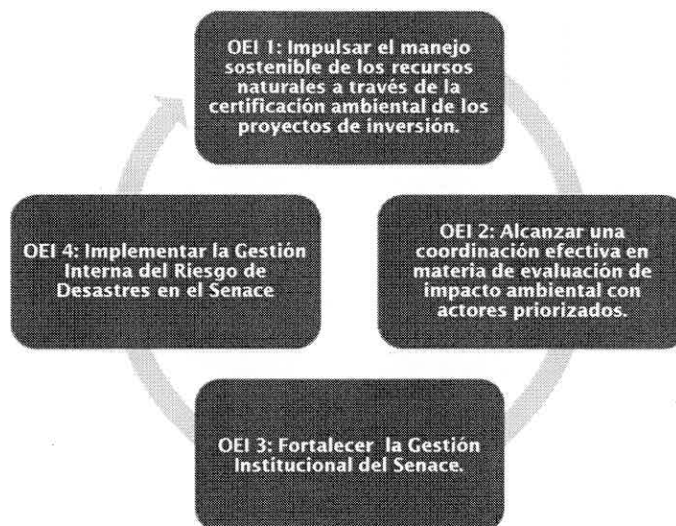 OEI 1: Impulsar el manejo
sostenible de los recursos
naturales a través de la
certificación ambiental de los
proyectos de inversión.
OEI 2: Alcanzar una
coordinación efectiva en
materia de evaluación de
impacto ambiental con
actores priorizados.
OEI 3: Fortalecer la Gestión
Institucional del Senace.
OEI 4: Implementar la Gestión
Interna del Riesgo de
Desastres en el Senace